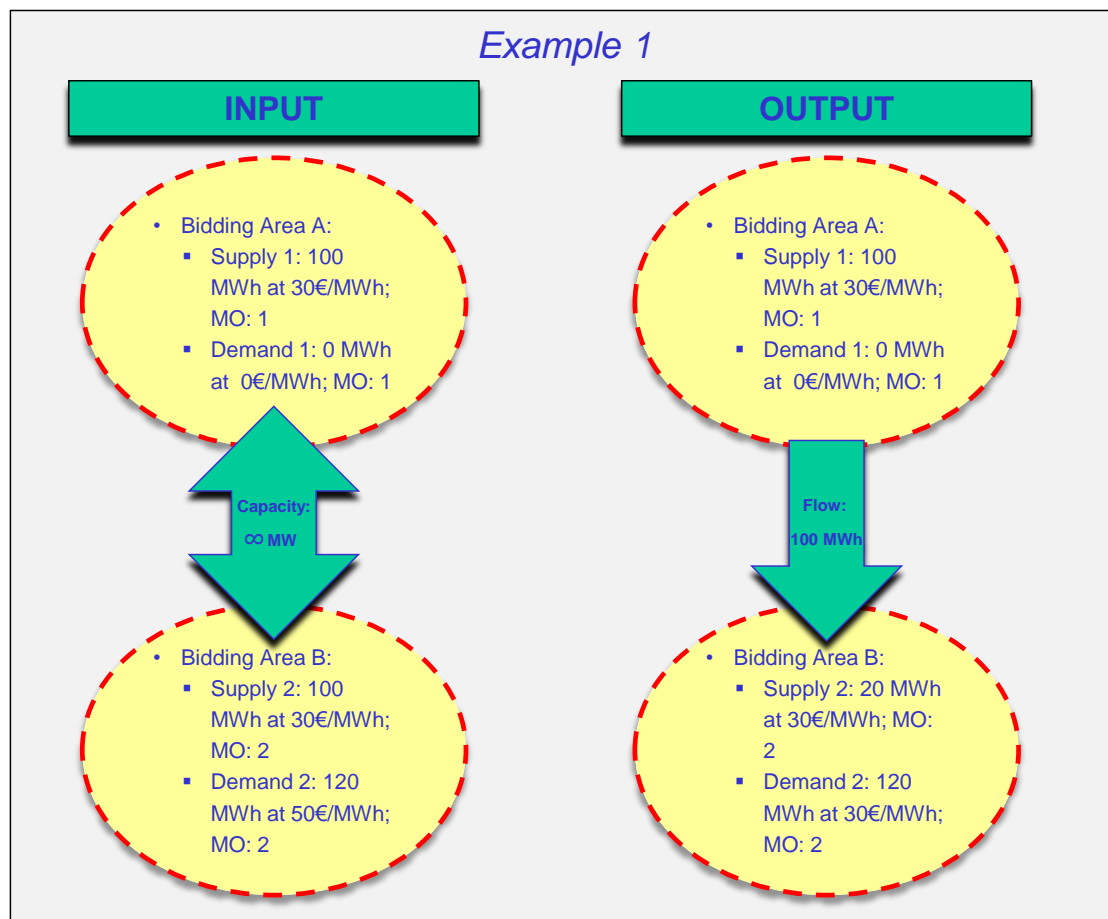 Example 1
INPUT
• Bidding Area A:
▪ Supply 1: 100
MWh at 30€/MWh;
MO: 1
▪ Demand 1: 0 MWh
at 0€/MWh; MO: 1
Capacity:
∞ MW
• Bidding Area B:
▪ Supply 2: 100
MWh at 30€/MWh;
MO: 2
▪ Demand 2: 120
MWh at 50€/MWh;
MO: 2
OUTPUT
• Bidding Area A:
▪ Supply 1: 100
MWh at 30€/MWh;
MO: 1
▪ Demand 1: 0 MWh
at 0€/MWh; MO: 1
Flow:
100 MWh
• Bidding Area B:
▪ Supply 2: 20 MWh
at 30€/MWh; MO:
2
▪ Demand 2: 120
MWh at 30€/MWh;
MO: 2